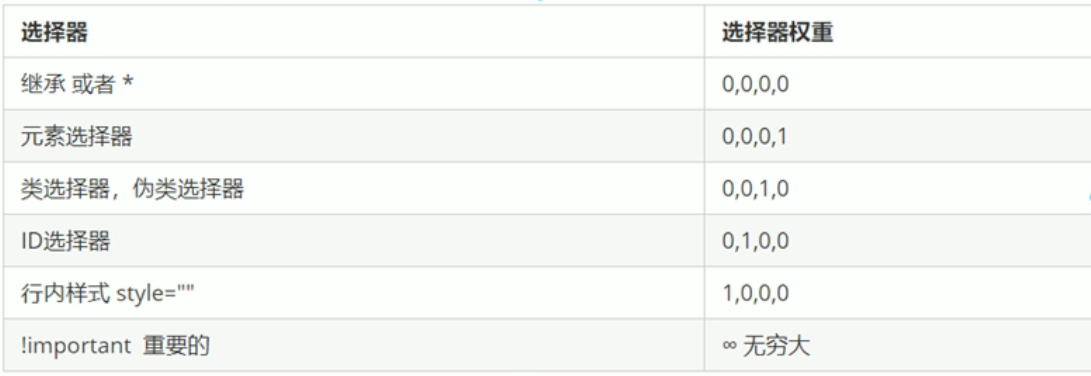 选择器 选择器权重
继承 或者 * 0,0,0,0
元素选择器 0,0,0,1
类选择器，伪类选择器 0,0,1,0
ID选择器 0,1,0,0
行内样式 style="" 1,0,0,0
!important 重要的 ∞ 无穷大